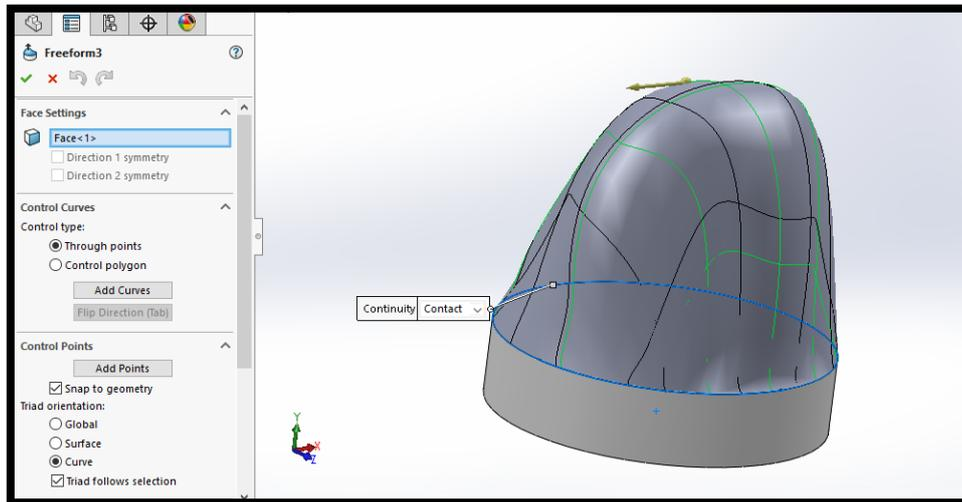 Freeform3
Face Settings
Face<1>
Direction 1 symmetry
Direction 2 symmetry
Control Curves
Control type:
Through points
Control polygon
Add Curves
Flip Direction (Tab)
Control Points
Add Points
Snap to geometry
Triad orientation:
Global
Surface
Curve
Triad follows selection
Continuity Contact
Y
X
Z